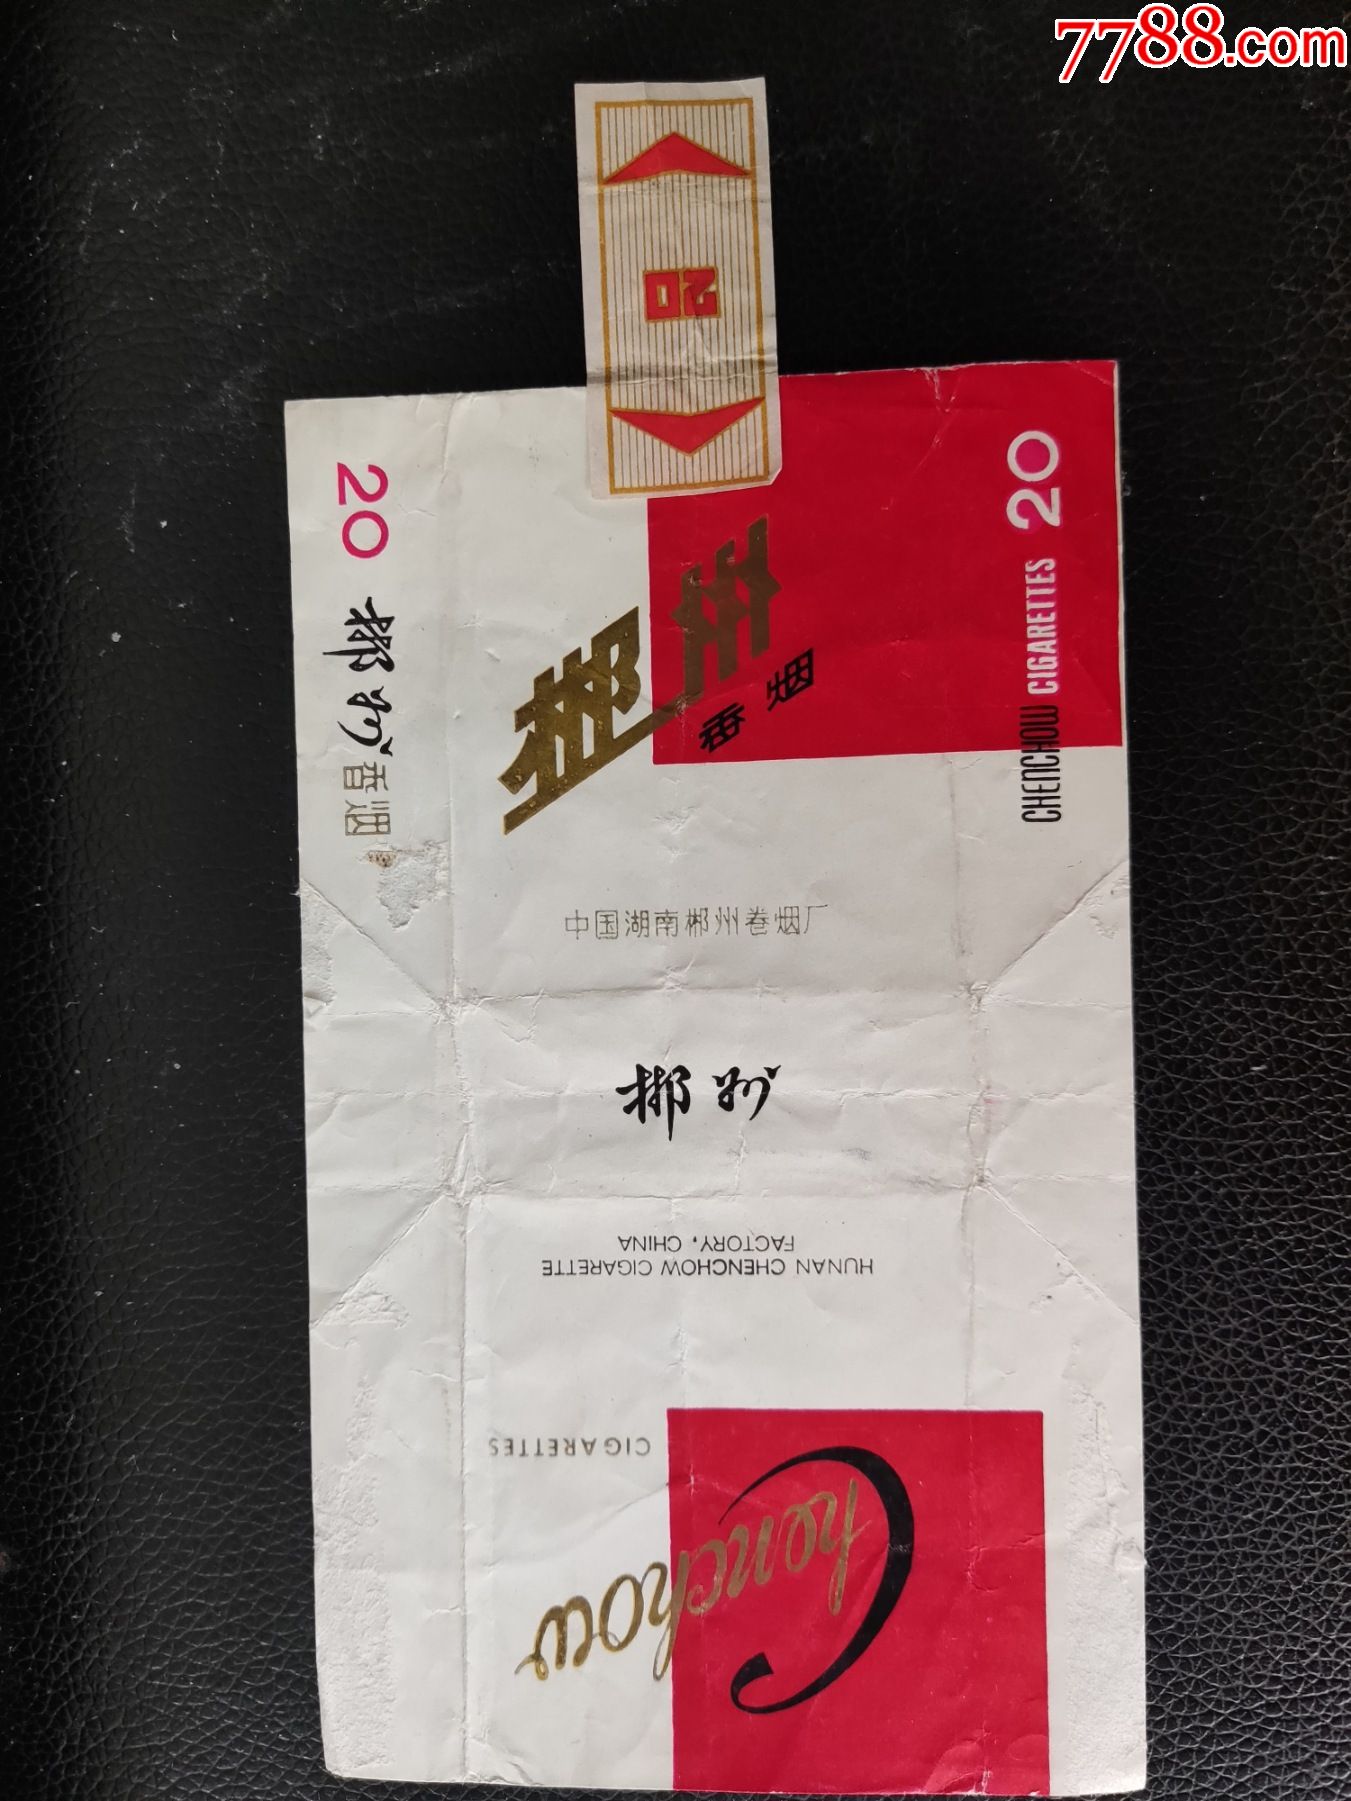 7788.com
20
20 郴州 香烟
郴州
香烟
CHENCHOW CIGARETTES 20
中国湖南郴州卷烟厂
郴州
HUNAN CHENCHOW CIGARETTE
FACTORY, CHINA
Chenchow
CIGARETTES